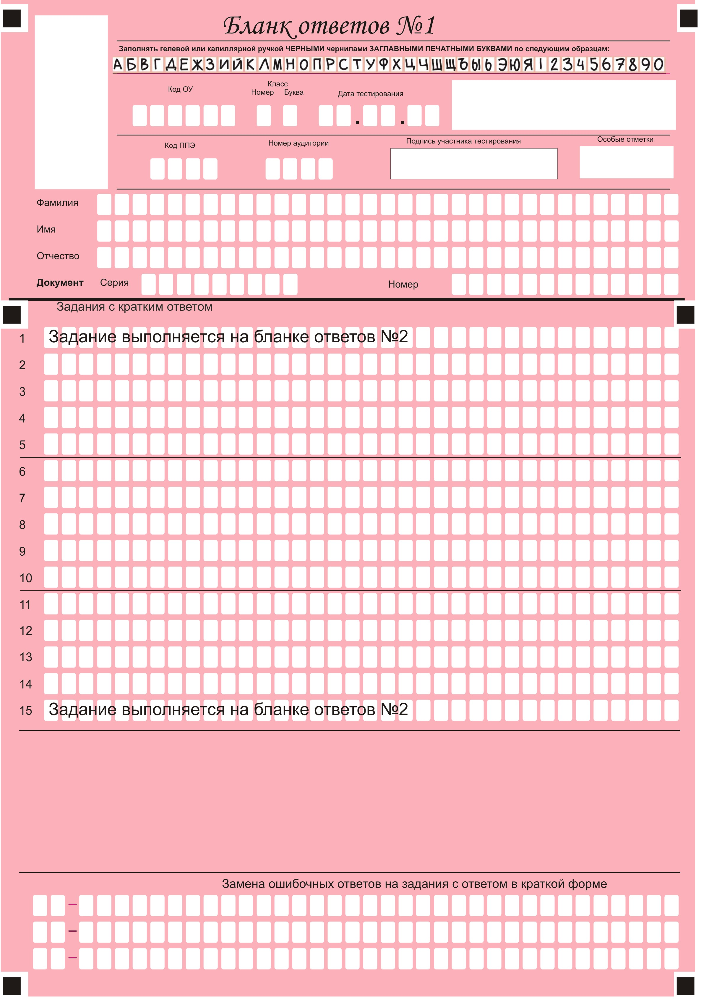 Бланк ответов №1
Заполнять гелевой или капиллярной ручкой ЧЕРНЫМИ чернилами ЗАГЛАВНЫМИ ПЕЧАТНЫМИ БУКВАМИ по следующим образцам:
А Б В Г Д Е Ж З И Й К Л М Н О П Р С Т У Ф Х Ц Ч Ш Щ Ъ Ы Ь Э Ю Я 1 2 3 4 5 6 7 8 9 0
Код ОУ
Класс
Номер Буква
Дата тестирования
. .
Код ППЭ
Номер аудитории
Подпись участника тестирования
Особые отметки
Фамилия
Имя
Отчество
Документ Серия Номер
Задания с кратким ответом
1 Задание выполняется на бланке ответов №2
2
3
4
5
6
7
8
9
10
11
12
13
14
15 Задание выполняется на бланке ответов №2
Замена ошибочных ответов на задания с ответом в краткой форме
–
–
–